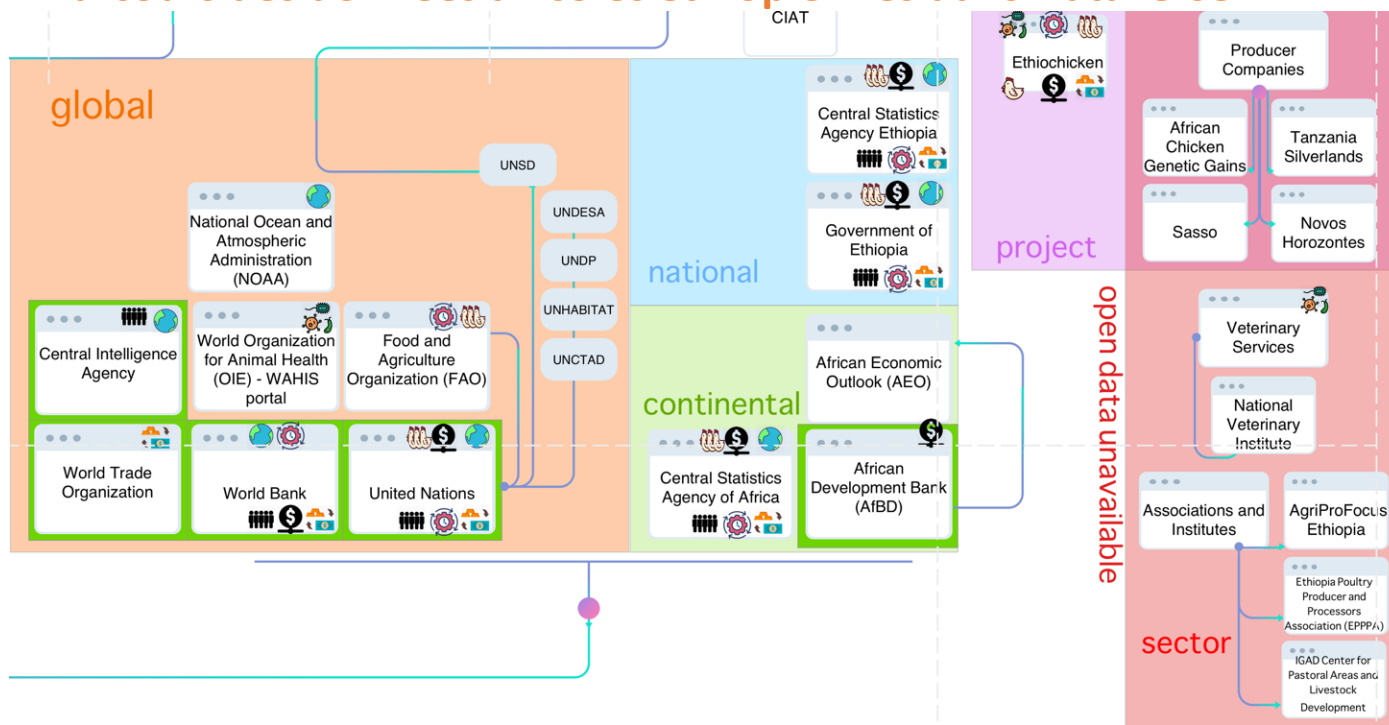 CIAT
global
UNSD
UNDESA
UNDP
UNHABITAT
UNCTAD
National Ocean and
Atmospheric
Administration
(NOAA)
Central Intelligence
Agency
World Organization
for Animal Health
(OIE) - WAHIS
portal
Food and
Agriculture
Organization (FAO)
World Trade
Organization
World Bank
United Nations
national
Central Statistics
Agency Ethiopia
Government of
Ethiopia
continental
African Economic
Outlook (AEO)
Central Statistics
Agency of Africa
African
Development Bank
(AfBD)
project
Ethiochicken
Producer
Companies
African
Chicken
Genetic Gains
Tanzania
Silverlands
Sasso
Novos
Horozontes
open data unavailable
Veterinary
Services
National
Veterinary
Institute
Associations and
Institutes
AgriProFocus
Ethiopia
Ethiopia Poultry
Producer and
Processors
Association (EPPPA)
IGAD Center for
Pastoral Areas and
Livestock
Development
sector